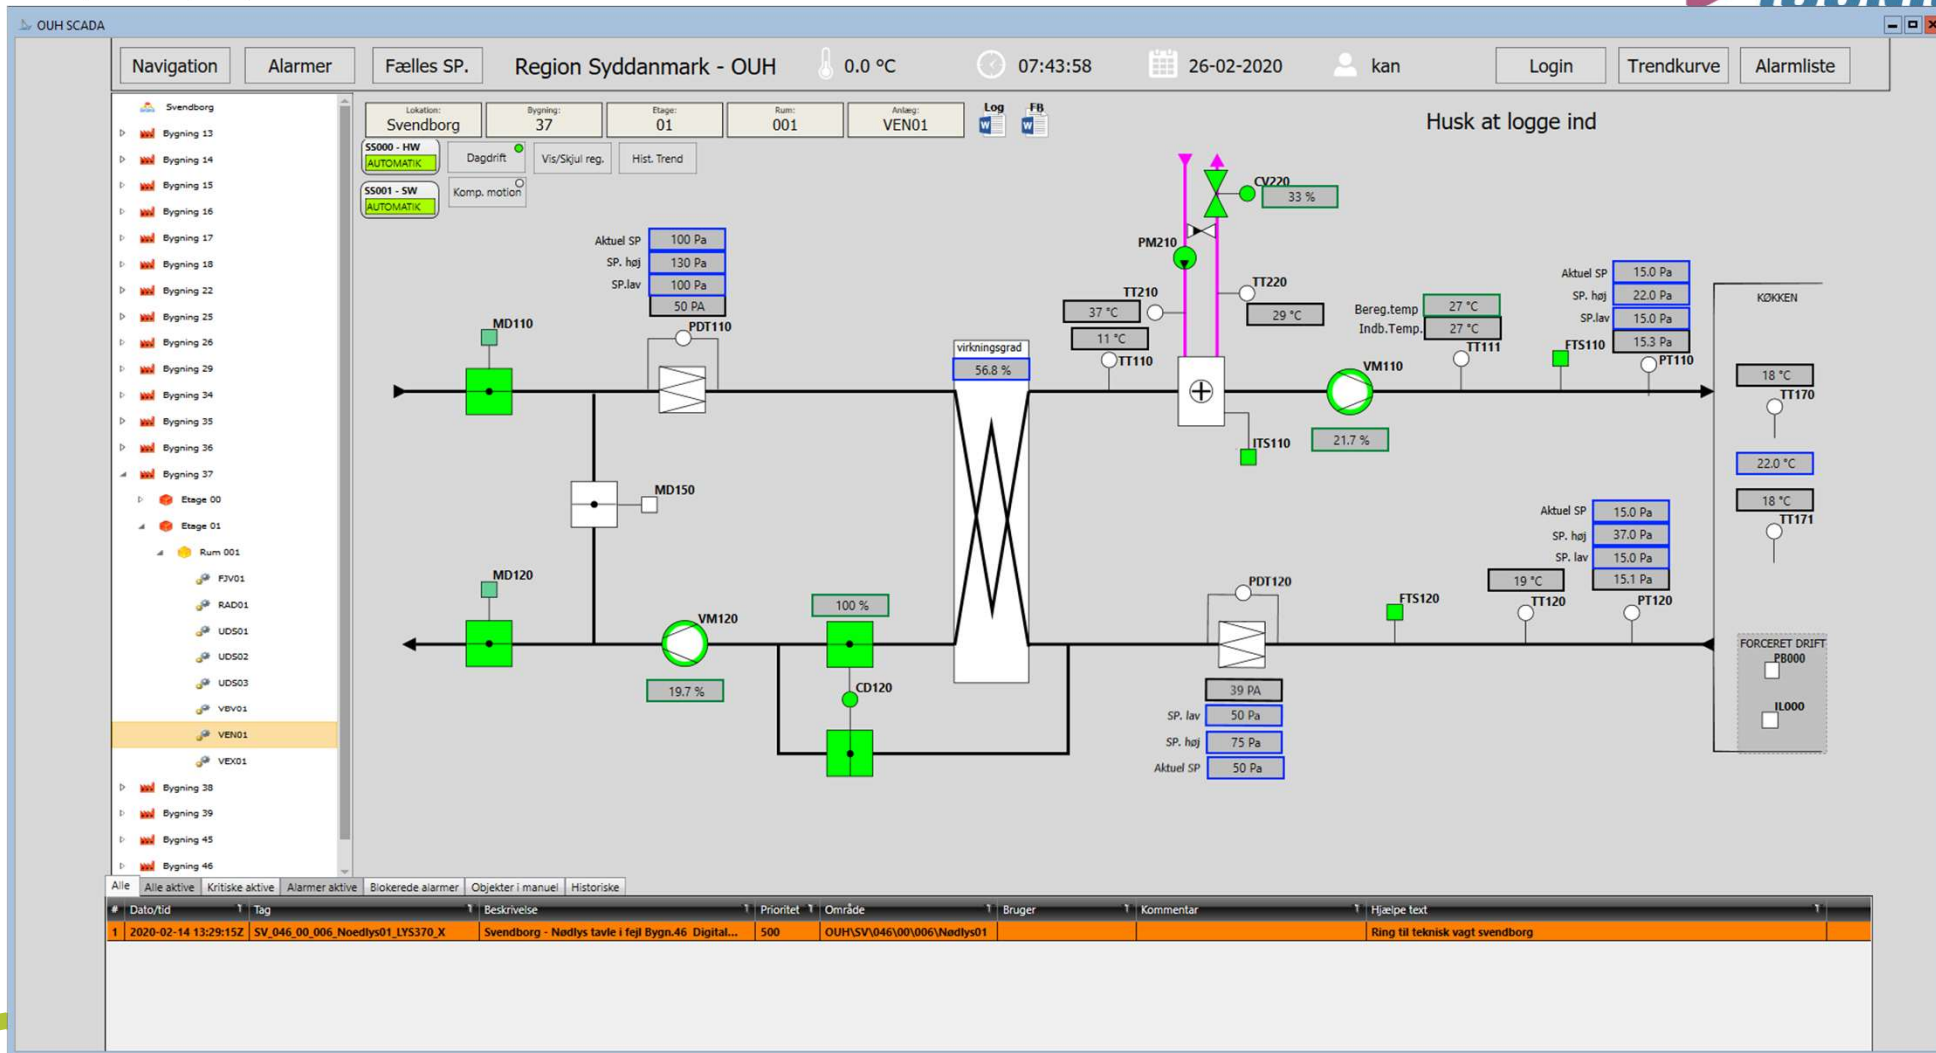 OUH SCADA
Navigation
Alarmer
Fælles SP.
Region Syddanmark - OUH
0.0 °C
07:43:58
26-02-2020
kan
Login
Trendkurve
Alarmliste
Svendborg
Bygning 13
Bygning 14
Bygning 15
Bygning 16
Bygning 17
Bygning 18
Bygning 22
Bygning 25
Bygning 26
Bygning 29
Bygning 34
Bygning 35
Bygning 36
Bygning 37
Etage 00
Etage 01
Rum 001
FJV01
RAD01
UDS01
UDS02
UDS03
VBV01
VEN01
VEX01
Bygning 38
Bygning 39
Bygning 45
Bygning 46
Lokation:
Svendborg
Bygning:
37
Etage:
01
Rum:
001
Anlæg:
VEN01
Log
FB
Husk at logge ind
SS000 - HW
AUTOMATIK
Dagdrift
Vis/Skjul reg.
Hist. Trend
SS001 - SW
AUTOMATIK
Komp. motion
Aktuel SP 100 Pa
SP. høj 130 Pa
SP.lav 100 Pa
50 PA
PDT110
MD110
MD150
MD120
VM120
19.7 %
100 %
CD120
virkningsgrad
56.8 %
CV220
33 %
PM210
TT210
37 °C
11 °C
TT110
TT220
29 °C
ITS110
Bereg.temp 27 °C
Indb.Temp. 27 °C
TT111
VM110
21.7 %
FTS110
Aktuel SP 15.0 Pa
SP. høj 22.0 Pa
SP.lav 15.0 Pa
15.3 Pa
PT110
KØKKEN
18 °C
TT170
22.0 °C
18 °C
TT171
Aktuel SP 15.0 Pa
SP. høj 37.0 Pa
SP. lav 15.0 Pa
15.1 Pa
PT120
19 °C
TT120
FTS120
PDT120
39 PA
SP. lav 50 Pa
SP. høj 75 Pa
Aktuel SP 50 Pa
FORCERET DRIFT
PB000
IL000
Alle Alle aktive Kritiske aktive Alarmer aktive Blokerede alarmer Objekter i manuel Historiske
# Dato/tid Tag Beskrivelse Prioritet Område Bruger Kommentar Hjælpe text
1 2020-02-14 13:29:15Z SV_046_00_006_Noedlys01_LYS370_X Svendborg - Nødlys tavle i fejl Bygn.46 Digital... 500 OUH\SV\046\00\006\Nødlys01 Ring til teknisk vagt svendborg